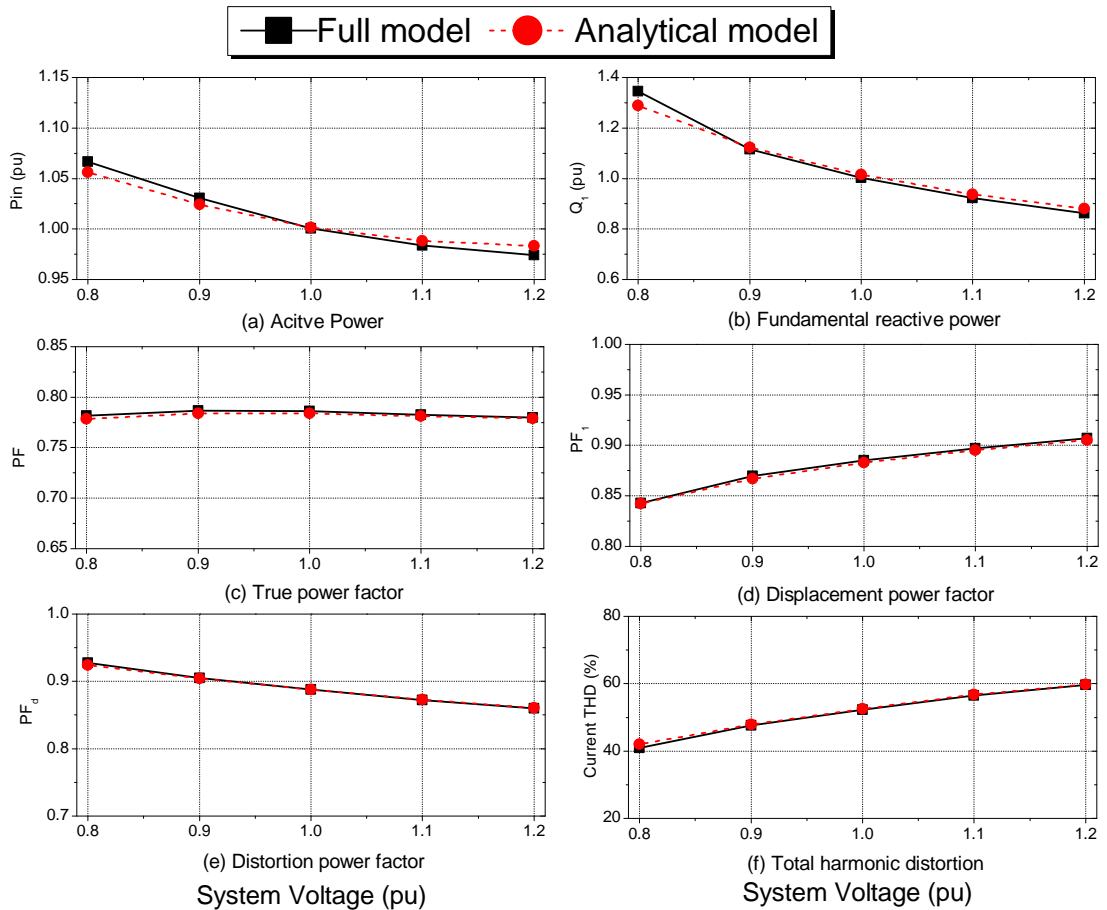 Full model Analytical model
1.15
1.10
1.05
1.00
0.95
Pin (pu)
0.8 0.9 1.0 1.1 1.2
(a) Acitve Power
1.4
1.2
1.0
0.8
0.6
Q1 (pu)
0.8 0.9 1.0 1.1 1.2
(b) Fundamental reactive power
0.85
0.80
0.75
0.70
0.65
PF
0.8 0.9 1.0 1.1 1.2
(c) True power factor
1.00
0.95
0.90
0.85
0.80
PF1
0.8 0.9 1.0 1.1 1.2
(d) Displacement power factor
1.0
0.9
0.8
0.7
PFd
0.8 0.9 1.0 1.1 1.2
(e) Distortion power factor
System Voltage (pu)
80
60
40
20
Current THD (%)
0.8 0.9 1.0 1.1 1.2
(f) Total harmonic distortion
System Voltage (pu)